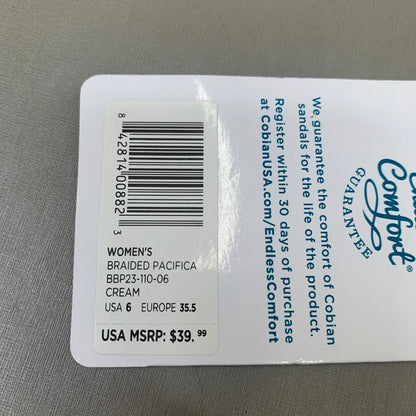 8 42814 00882 3
WOMEN'S
BRAIDED PACIFICA
BBP23-110-06
CREAM
USA 6 EUROPE 35.5
USA MSRP: $39.99
We guarantee the comfort of Cobian
sandals for the life of the product.
Register within 30 days of purchase
at CobianUSA.com/EndlessComfort
Comfort®
GUARANTEE